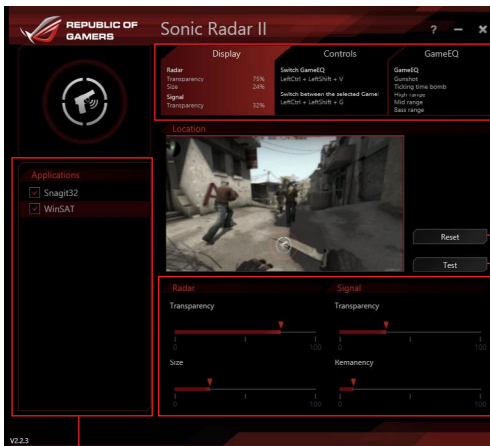 REPUBLIC OF
GAMERS
Sonic Radar II
? – ×
Display
Radar
Transparency 75%
Size 24%
Signal
Transparency 32%
Controls
Switch GameEQ
LeftCtrl + LeftShift + V
Switch between the selected Game
LeftCtrl + LeftShift + G
GameEQ
GameEQ
Gunshot
Ticking time bomb
High range
Mid range
Bass range
Location
Applications
Snagit32
WinSAT
Reset
Test
Radar
Transparency
0 100
Size
0 100
Signal
Transparency
0 100
Remanency
0 100
V2.2.3